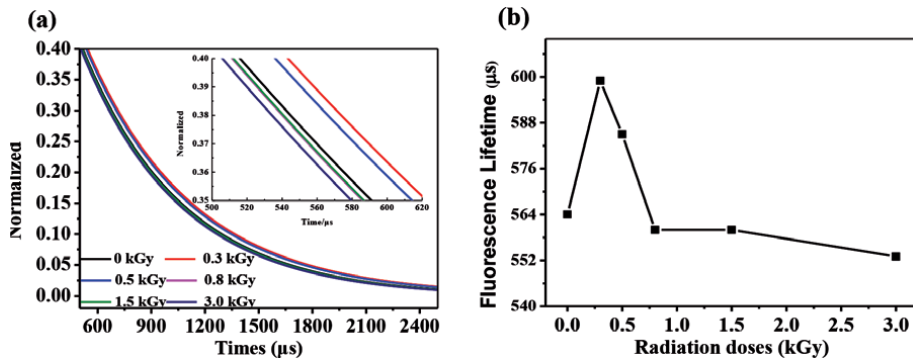 (a)
0.40
0.35
0.30
0.25
0.20
0.15
0.10
0.05
0.00
Normalized
600 900 1200 1500 1800 2100 2400
Times (µs)
0 kGy 0.3 kGy
0.5 kGy 0.8 kGy
1.5 kGy 3.0 kGy
0.40
0.39
0.38
0.37
0.36
0.35
Normalized
500 520 540 560 580 600 620
Time/µs
(b)
600
588
576
564
552
540
Fluorescence Lifetime (µs)
0.0 0.5 1.0 1.5 2.0 2.5 3.0
Radiation doses (kGy)